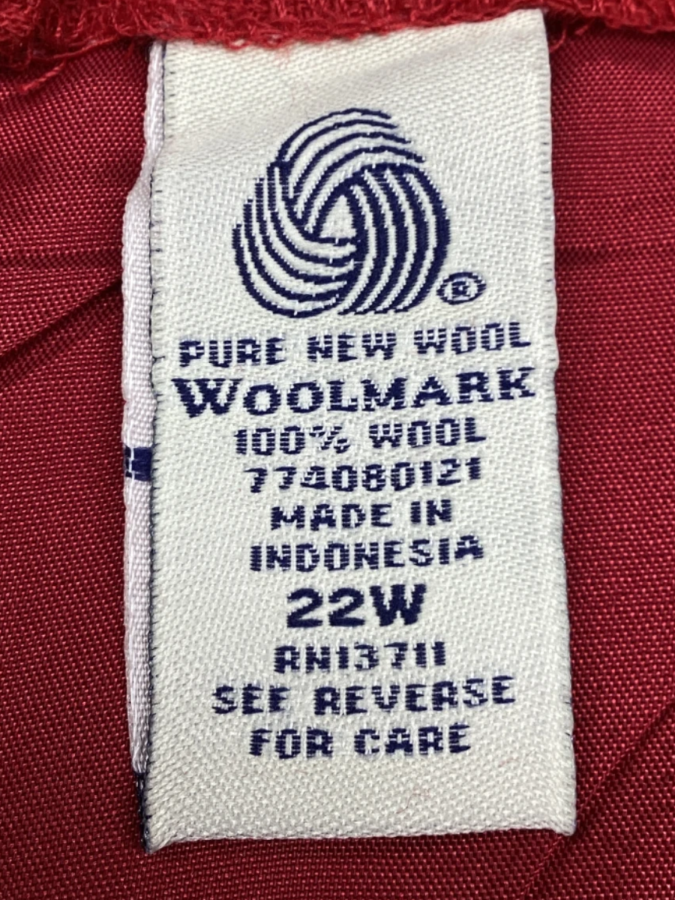 ®
PURE NEW WOOL
WOOLMARK
100% WOOL
774080121
MADE IN
INDONESIA
22W
RN13711
SEE REVERSE
FOR CARE